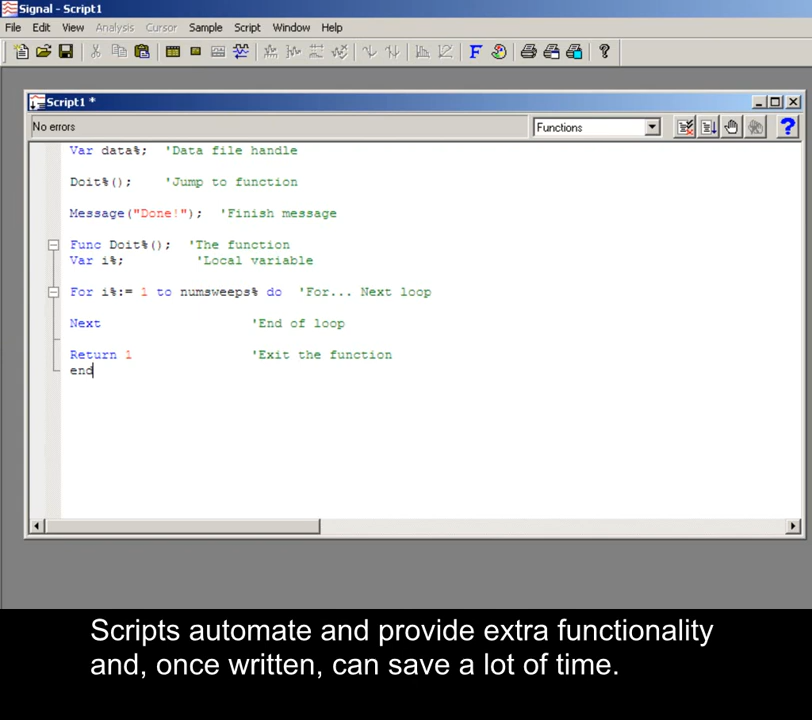 Signal - Script1
File Edit View Analysis Cursor Sample Script Window Help
F ?
Script1 *
No errors
Functions
?
Var data%; 'Data file handle
Doit%(); 'Jump to function
Message("Done!"); 'Finish message
Func Doit%(); 'The function
Var i%; 'Local variable
For i%:= 1 to numsweeps% do 'For... Next loop
Next 'End of loop
Return 1 'Exit the function
end
Scripts automate and provide extra functionality
and, once written, can save a lot of time.